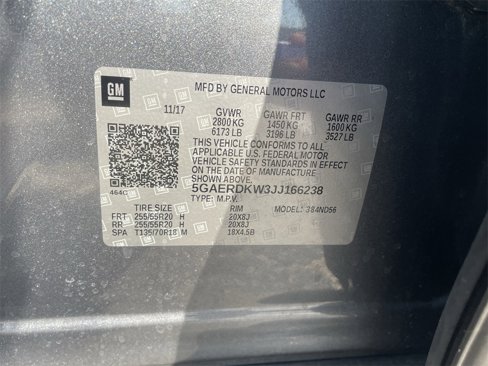 GM
MFD BY GENERAL MOTORS LLC
11/17 GVWR GAWR FRT GAWR RR
2800 KG 1450 KG 1600 KG
6173 LB 3196 LB 3527 LB
THIS VEHICLE CONFORMS TO ALL
APPLICABLE U.S. FEDERAL MOTOR
VEHICLE SAFETY STANDARDS IN EFFECT
ON THE DATE OF MANUFACTURE
SHOWN ABOVE.
464C 5GAERDKW3JJ166238
TYPE: M.P.V.
TIRE SIZE RIM MODEL: 384ND56
FRT 255/55R20 H 20X8J
RR 255/55R20 H 20X8J
SPA T135/70R18 M 18X4.5B